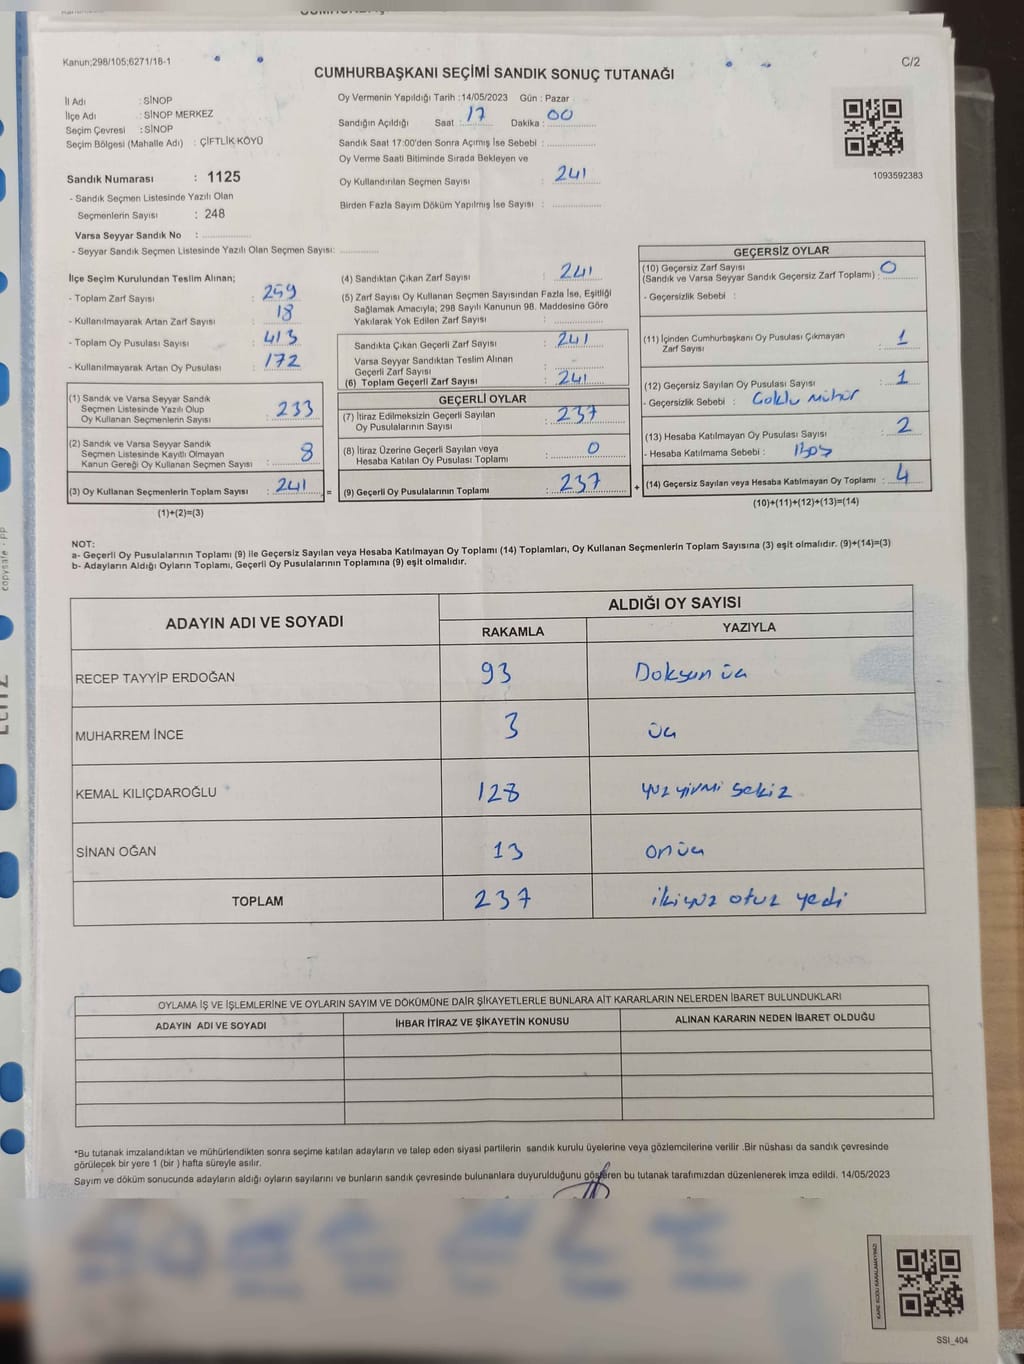 Kanun;298/105;6271/18-1
C/2
CUMHURBAŞKANI SEÇİMİ SANDIK SONUÇ TUTANAĞI
İl Adı : SİNOP
İlçe Adı : SİNOP MERKEZ
Seçim Çevresi : SİNOP
Seçim Bölgesi (Mahalle Adı) : ÇİFTLİK KÖYÜ
Sandık Numarası : 1125
- Sandık Seçmen Listesinde Yazılı Olan
Seçmenlerin Sayısı : 248
Varsa Seyyar Sandık No :
- Seyyar Sandık Seçmen Listesinde Yazılı Olan Seçmen Sayısı:
Oy Vermenin Yapıldığı Tarih : 14/05/2023 Gün : Pazar
Sandığın Açıldığı Saat : 17 Dakika : 00
Sandık Saat 17:00'den Sonra Açımış İse Sebebi :
Oy Verme Saati Bitiminde Sırada Bekleyen ve
Oy Kullandırılan Seçmen Sayısı : 241
Birden Fazla Sayım Döküm Yapılmış İse Sayısı :
1093592383
İlçe Seçim Kurulundan Teslim Alınan;
- Toplam Zarf Sayısı : 259
- Kullanılmayarak Artan Zarf Sayısı : 18
- Toplam Oy Pusulası Sayısı : 413
- Kullanılmayarak Artan Oy Pusulası : 172
(1) Sandık ve Varsa Seyyar Sandık
Seçmen Listesinde Yazılı Olup
Oy Kullanan Seçmenlerin Sayısı : 233
(2) Sandık ve Varsa Seyyar Sandık
Seçmen Listesinde Kayıtlı Olmayan
Kanun Gereği Oy Kullanan Seçmen Sayısı : 8
(3) Oy Kullanan Seçmenlerin Toplam Sayısı : 241
=
(1)+(2)=(3)
(4) Sandıktan Çıkan Zarf Sayısı : 241
(5) Zarf Sayısı Oy Kullanan Seçmen Sayısından Fazla İse, Eşitliği
Sağlamak Amacıyla; 298 Sayılı Kanunun 98. Maddesine Göre
Yakılarak Yok Edilen Zarf Sayısı :
Sandıkta Çıkan Geçerli Zarf Sayısı : 241
Varsa Seyyar Sandıktan Teslim Alınan
Geçerli Zarf Sayısı :
(6) Toplam Geçerli Zarf Sayısı : 241
GEÇERLİ OYLAR
(7) İtiraz Edilmeksizin Geçerli Sayılan
Oy Pusulalarının Sayısı : 237
(8) İtiraz Üzerine Geçerli Sayılan veya
Hesaba Katılan Oy Pusulası Toplamı : 0
(9) Geçerli Oy Pusulalarının Toplamı : 237
+
GEÇERSİZ OYLAR
(10) Geçersiz Zarf Sayısı
(Sandık ve Varsa Seyyar Sandık Geçersiz Zarf Toplamı) : 0
- Geçersizlik Sebebi :
(11) İçinden Cumhurbaşkanı Oy Pusulası Çıkmayan
Zarf Sayısı : 1
(12) Geçersiz Sayılan Oy Pusulası Sayısı : 1
- Geçersizlik Sebebi : Çoklu Mühür
(13) Hesaba Katılmayan Oy Pusulası Sayısı : 2
- Hesaba Katılmama Sebebi : Boş
(14) Geçersiz Sayılan veya Hesaba Katılmayan Oy Toplamı : 4
(10)+(11)+(12)+(13)=(14)
NOT:
a- Geçerli Oy Pusulalarının Toplamı (9) ile Geçersiz Sayılan veya Hesaba Katılmayan Oy Toplamı (14) Toplamları, Oy Kullanan Seçmenlerin Toplam Sayısına (3) eşit olmalıdır. (9)+(14)=(3)
b- Adayların Aldığı Oyların Toplamı, Geçerli Oy Pusulalarının Toplamına (9) eşit olmalıdır.
ADAYIN ADI VE SOYADI
ALDIĞI OY SAYISI
RAKAMLA YAZIYLA
RECEP TAYYİP ERDOĞAN 93 Doksan üç
MUHARREM İNCE 3 üç
KEMAL KILIÇDAROĞLU 128 yüz yirmi sekiz
SİNAN OĞAN 13 onüç
TOPLAM 237 ikiyüz otuz yedi
OYLAMA İŞ VE İŞLEMLERİNE VE OYLARIN SAYIM VE DÖKÜMÜNE DAİR ŞİKAYETLERLE BUNLARA AİT KARARLARIN NELERDEN İBARET BULUNDUKLARI
ADAYIN ADI VE SOYADI İHBAR İTİRAZ VE ŞİKAYETİN KONUSU ALINAN KARARIN NEDEN İBARET OLDUĞU
*Bu tutanak imzalandıktan ve mühürlendikten sonra seçime katılan adayların ve talep eden siyasi partilerin sandık kurulu üyelerine veya gözlemcilerine verilir .Bir nüshası da sandık çevresinde
görülecek bir yere 1 (bir ) hafta süreyle asılır.
Sayım ve döküm sonucunda adayların aldığı oyların sayılarını ve bunların sandık çevresinde bulunanlara duyurulduğunu gösteren bu tutanak tarafımızdan düzenlenerek imza edildi. 14/05/2023
KARE KODU KARALAMAYINIZ!
SSI_404